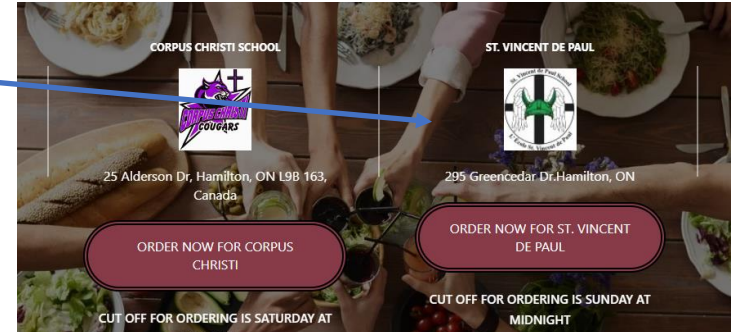 CORPUS CHRISTI SCHOOL
CORPUS CHRISTI
COUGARS
25 Alderson Dr, Hamilton, ON L9B 163,
Canada
ORDER NOW FOR CORPUS
CHRISTI
CUT OFF FOR ORDERING IS SATURDAY AT
ST. VINCENT DE PAUL
St. Vincent de Paul School
L'École St. Vincent de Paul
295 Greencedar Dr.Hamilton, ON
ORDER NOW FOR ST. VINCENT
DE PAUL
CUT OFF FOR ORDERING IS SUNDAY AT
MIDNIGHT